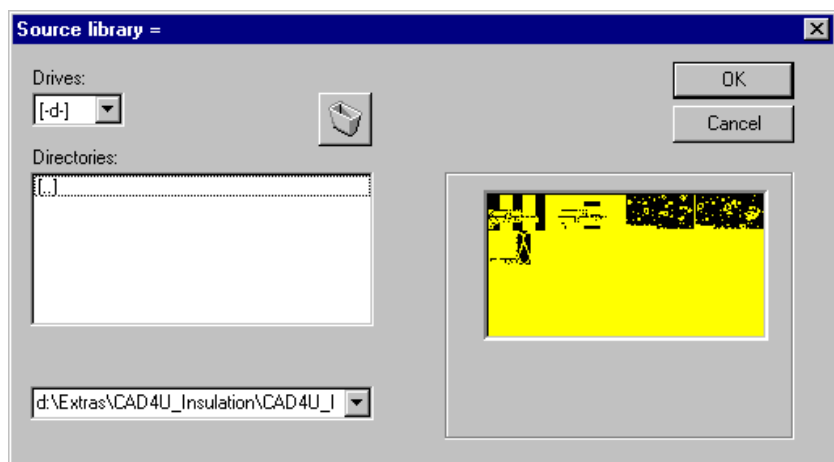 Source library =
Drives:
[-d-]
OK
Cancel
Directories:
[..]
d:\Extras\CAD4U_Insulation\CAD4U_I